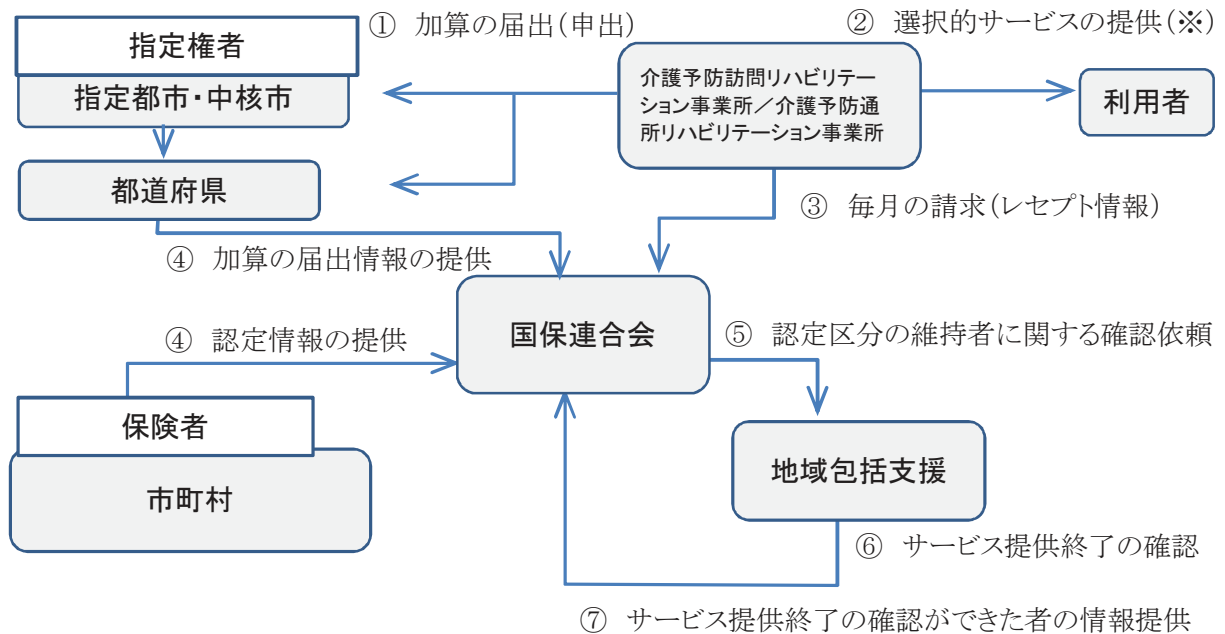 ① 加算の届出(申出)
② 選択的サービスの提供(※)
指定権者
指定都市・中核市
介護予防訪問リハビリテー
ション事業所／介護予防通
所リハビリテーション事業所
利用者
都道府県
③ 毎月の請求(レセプト情報)
④ 加算の届出情報の提供
国保連合会
④ 認定情報の提供
⑤ 認定区分の維持者に関する確認依頼
保険者
市町村
地域包括支援
⑥ サービス提供終了の確認
⑦ サービス提供終了の確認ができた者の情報提供